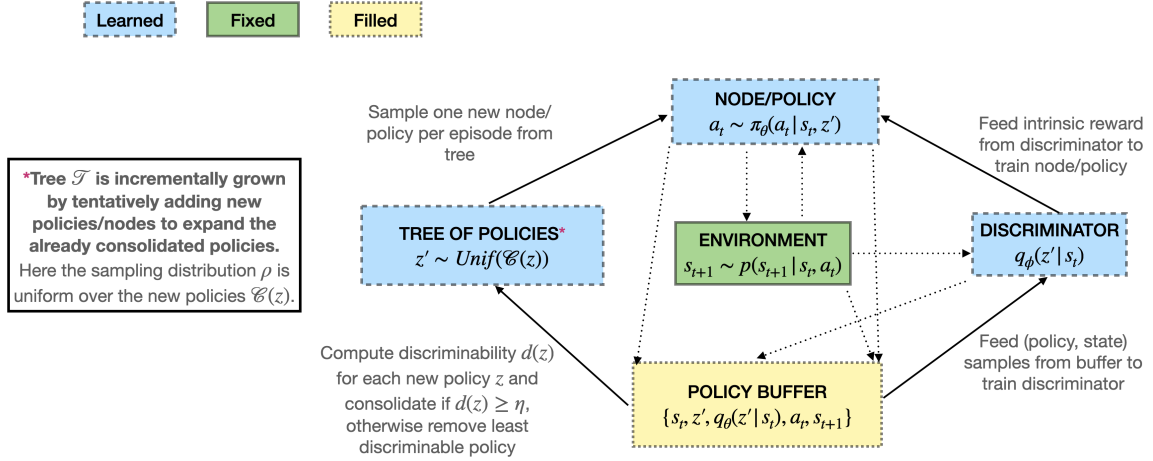 Learned
Fixed
Filled
NODE/POLICY
a_t ∼ π_θ(a_t | s_t, z′)
Sample one new node/
policy per episode from
tree
Feed intrinsic reward
from discriminator to
train node/policy
*Tree 𝒯 is incrementally grown
by tentatively adding new
policies/nodes to expand the
already consolidated policies.
Here the sampling distribution ρ is
uniform over the new policies 𝒞(z).
TREE OF POLICIES*
z′ ∼ Unif(𝒞(z))
ENVIRONMENT
s_{t+1} ∼ p(s_{t+1} | s_t, a_t)
DISCRIMINATOR
q_ϕ(z′ | s_t)
Compute discriminability d(z)
for each new policy z and
consolidate if d(z) ≥ η,
otherwise remove least
discriminable policy
POLICY BUFFER
{s_t, z′, q_θ(z′ | s_t), a_t, s_{t+1}}
Feed (policy, state)
samples from buffer to
train discriminator